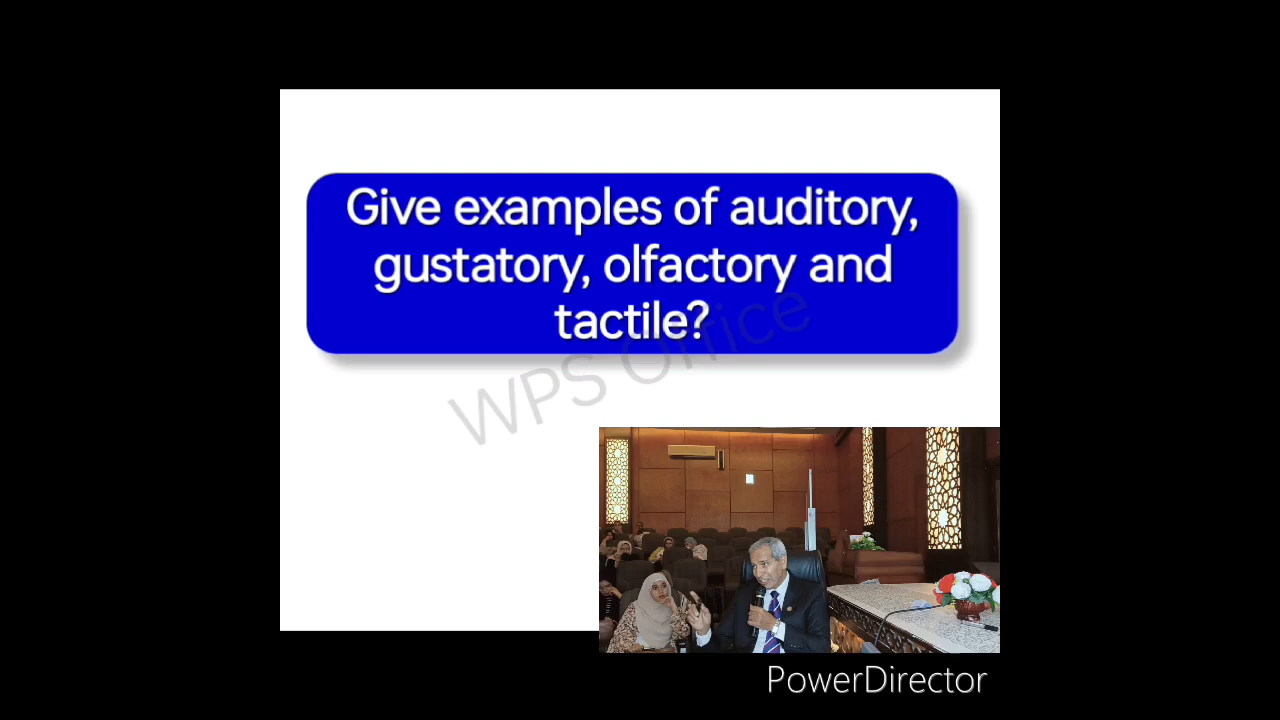 Give examples of auditory,
gustatory, olfactory and
tactile?
WPS Office
PowerDirector